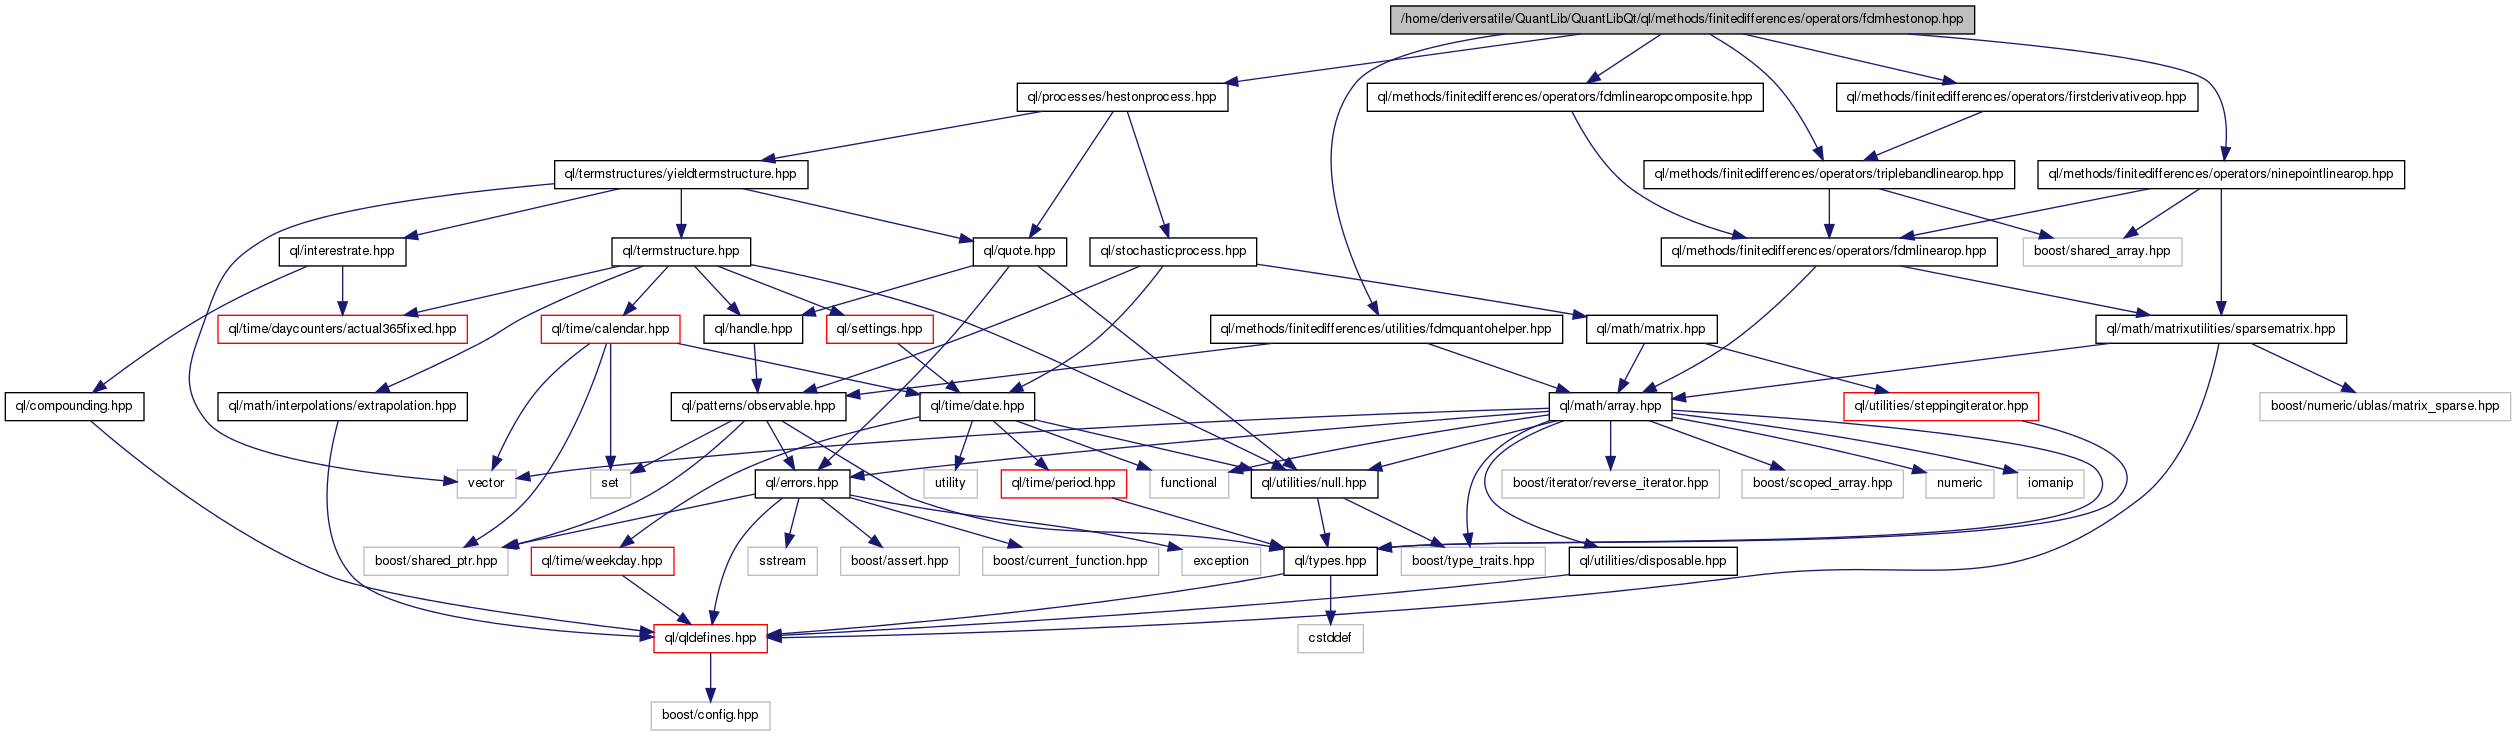 /home/deriversatile/QuantLib/QuantLibQt/ql/methods/finitedifferences/operators/fdmhestonop.hpp
ql/processes/hestonprocess.hpp
ql/methods/finitedifferences/operators/fdmlinearopcomposite.hpp
ql/methods/finitedifferences/operators/firstderivativeop.hpp
ql/termstructures/yieldtermstructure.hpp
ql/methods/finitedifferences/operators/triplebandlinearop.hpp
ql/methods/finitedifferences/operators/ninepointlinearop.hpp
ql/interestrate.hpp
ql/termstructure.hpp
ql/quote.hpp
ql/stochasticprocess.hpp
ql/methods/finitedifferences/operators/fdmlinearop.hpp
boost/shared_array.hpp
ql/time/daycounters/actual365fixed.hpp
ql/time/calendar.hpp
ql/handle.hpp
ql/settings.hpp
ql/methods/finitedifferences/utilities/fdmquantohelper.hpp
ql/math/matrix.hpp
ql/math/matrixutilities/sparsematrix.hpp
ql/compounding.hpp
ql/math/interpolations/extrapolation.hpp
ql/patterns/observable.hpp
ql/time/date.hpp
ql/math/array.hpp
ql/utilities/steppingiterator.hpp
boost/numeric/ublas/matrix_sparse.hpp
vector
set
ql/errors.hpp
utility
ql/time/period.hpp
functional
ql/utilities/null.hpp
boost/iterator/reverse_iterator.hpp
boost/scoped_array.hpp
numeric
iomanip
boost/shared_ptr.hpp
ql/time/weekday.hpp
sstream
boost/assert.hpp
boost/current_function.hpp
exception
ql/types.hpp
boost/type_traits.hpp
ql/utilities/disposable.hpp
ql/qldefines.hpp
cstddef
boost/config.hpp